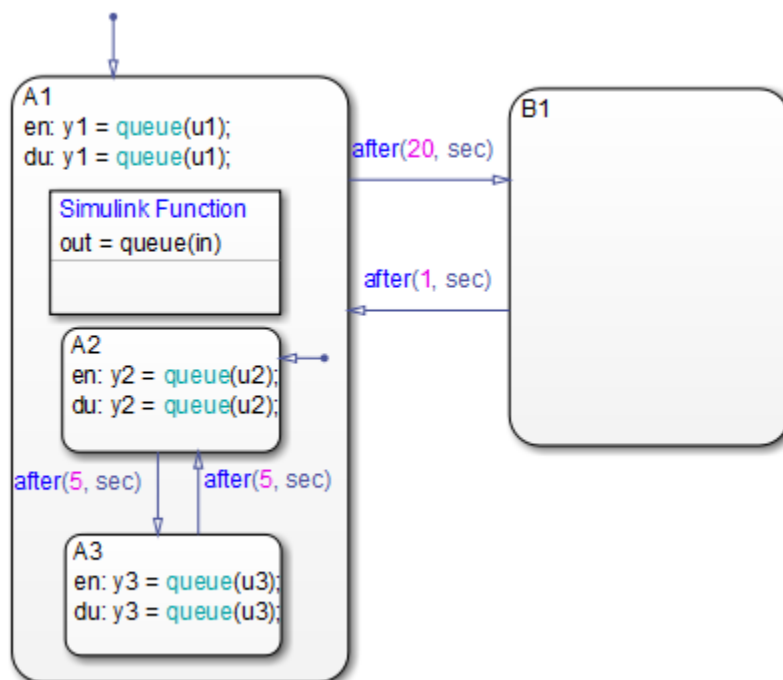 A1
en: y1 = queue(u1);
du: y1 = queue(u1);
Simulink Function
out = queue(in)
A2
en: y2 = queue(u2);
du: y2 = queue(u2);
after(5, sec)
after(5, sec)
A3
en: y3 = queue(u3);
du: y3 = queue(u3);
after(20, sec)
after(1, sec)
B1